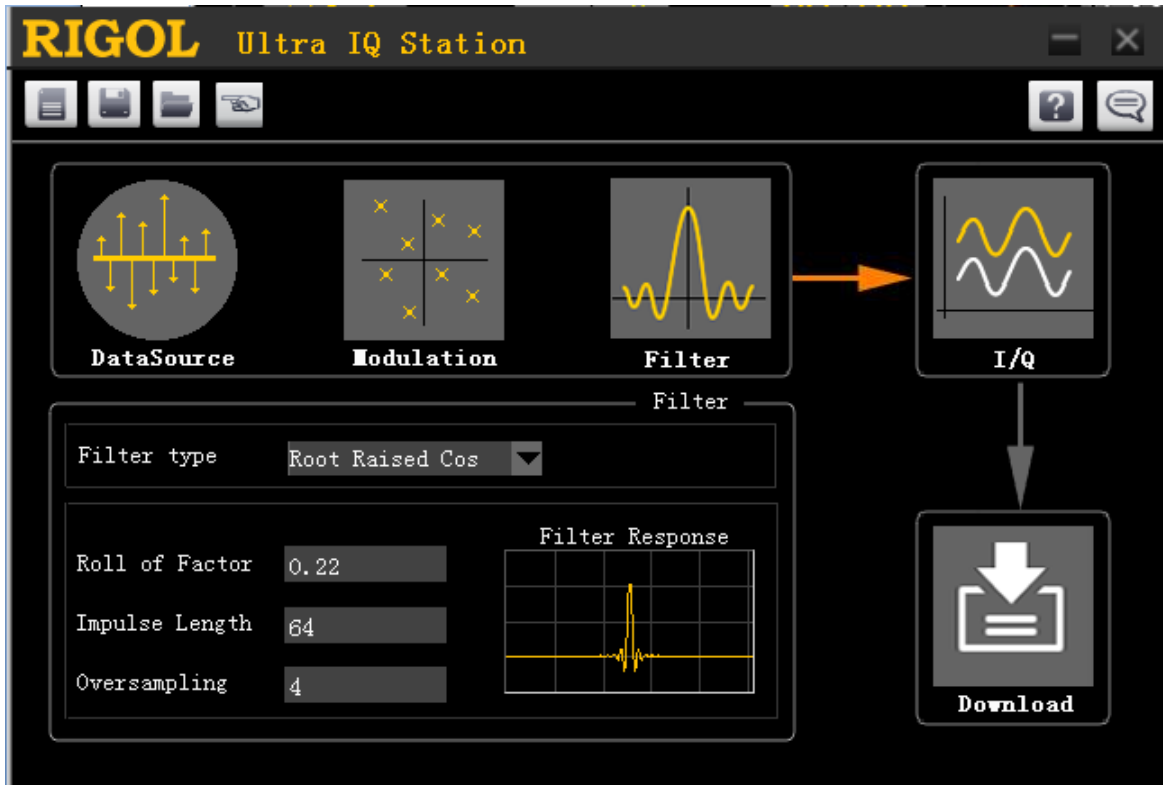 RIGOL Ultra IQ Station
?
DataSource
Modulation
Filter
I/Q
Filter
Filter type
Root Raised Cos
Filter Response
Roll of Factor
0.22
Impulse Length
64
Oversampling
4
Download